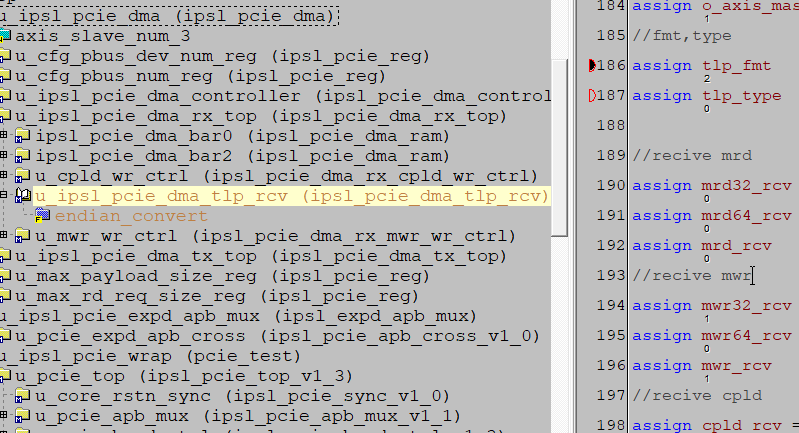 u_ipsl_pcie_dma (ipsl_pcie_dma)
axis_slave_num_3
u_cfg_pbus_dev_num_reg (ipsl_pcie_reg)
u_cfg_pbus_num_reg (ipsl_pcie_reg)
u_ipsl_pcie_dma_controller (ipsl_pcie_dma_control
u_ipsl_pcie_dma_rx_top (ipsl_pcie_dma_rx_top)
ipsl_pcie_dma_bar0 (ipsl_pcie_dma_ram)
ipsl_pcie_dma_bar2 (ipsl_pcie_dma_ram)
u_cpld_wr_ctrl (ipsl_pcie_dma_rx_cpld_wr_ctrl)
u_ipsl_pcie_dma_tlp_rcv (ipsl_pcie_dma_tlp_rcv)
endian_convert
u_mwr_wr_ctrl (ipsl_pcie_dma_rx_mwr_wr_ctrl)
u_ipsl_pcie_dma_tx_top (ipsl_pcie_dma_tx_top)
u_max_payload_size_reg (ipsl_pcie_reg)
u_max_rd_req_size_reg (ipsl_pcie_reg)
u_ipsl_pcie_expd_apb_mux (ipsl_expd_apb_mux)
u_pcie_expd_apb_cross (ipsl_pcie_apb_cross_v1_0)
u_ipsl_pcie_wrap (pcie_test)
u_pcie_top (ipsl_pcie_top_v1_3)
u_core_rstn_sync (ipsl_pcie_sync_v1_0)
u_pcie_apb_mux (ipsl_pcie_apb_mux_v1_1)
184 assign o_axis_mas
1
185 //fmt,type
186 assign tlp_fmt
2
187 assign tlp_type
0
188
189 //recive mrd
190 assign mrd32_rcv
0
191 assign mrd64_rcv
0
192 assign mrd_rcv
0
193 //recive mwr
194 assign mwr32_rcv
1
195 assign mwr64_rcv
0
196 assign mwr_rcv
1
197 //recive cpld
198 assign cpld_rcv =